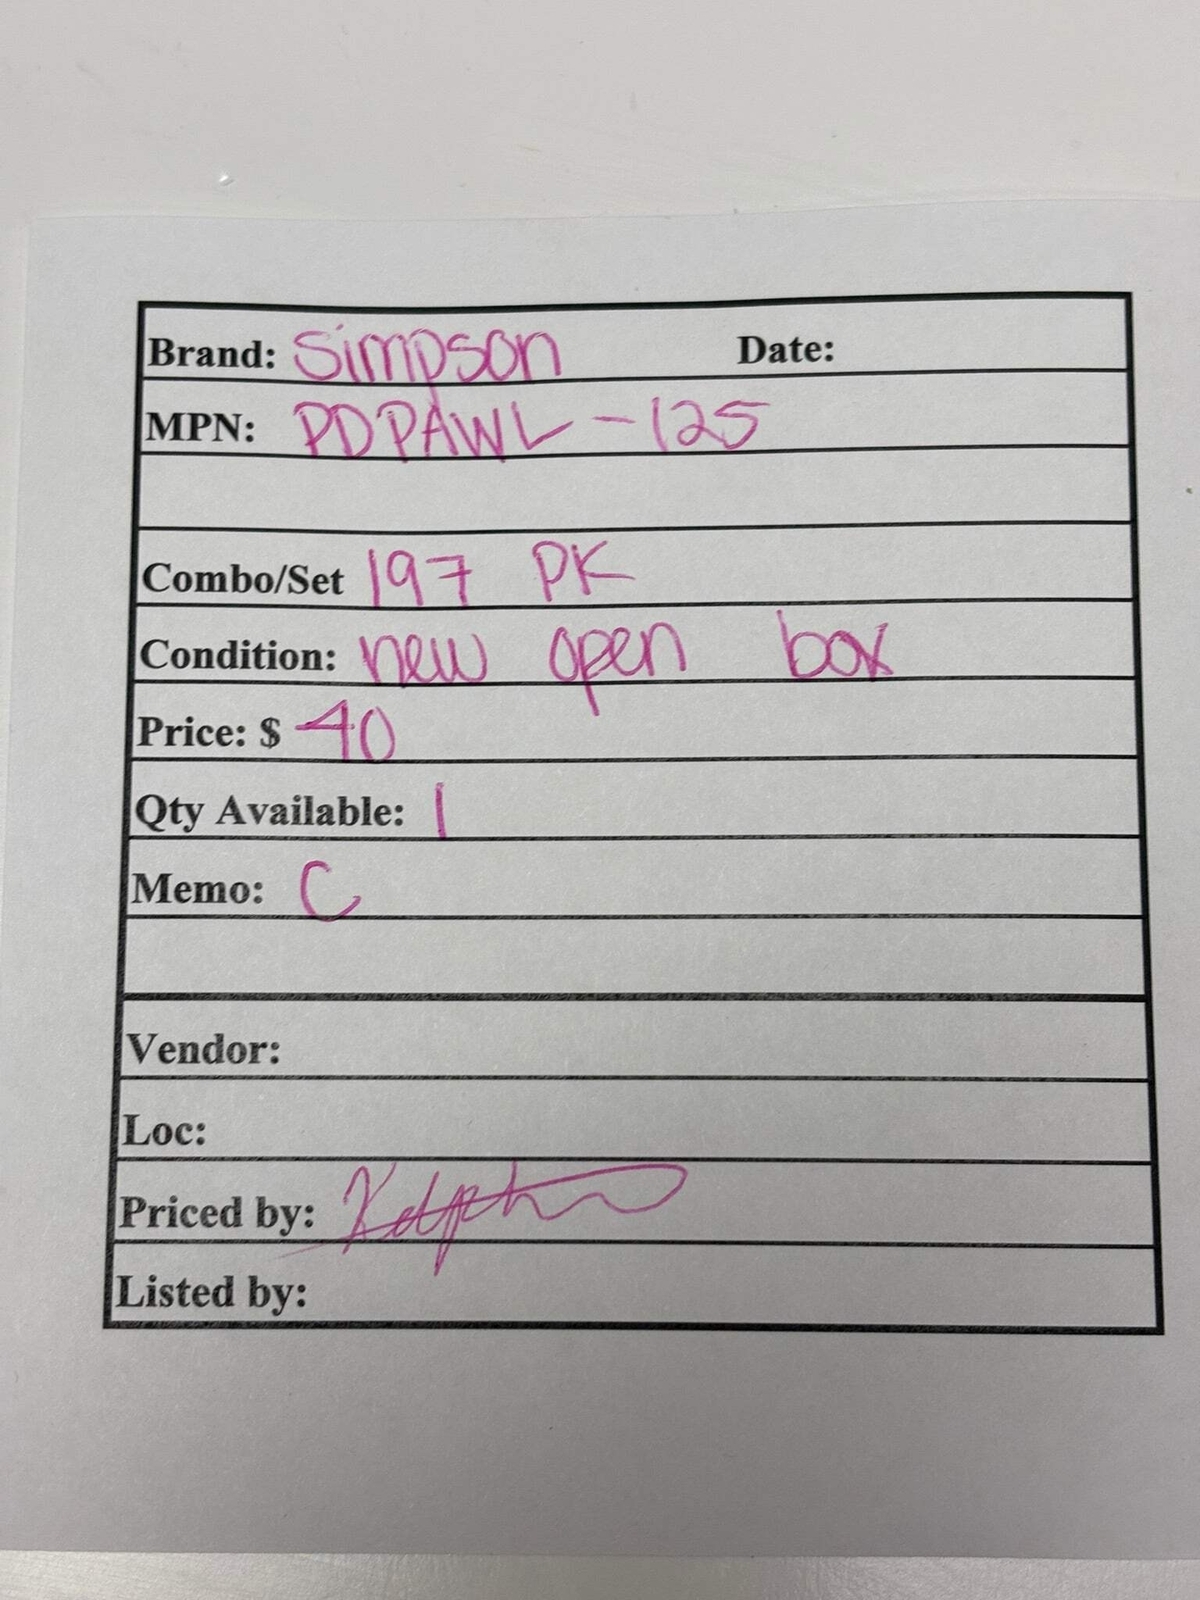 Brand: Simpson Date:
MPN: PDPAWL-125
Combo/Set 197 PK
Condition: new open box
Price: $ 40
Qty Available: 1
Memo: C
Vendor:
Loc:
Priced by:
Listed by: